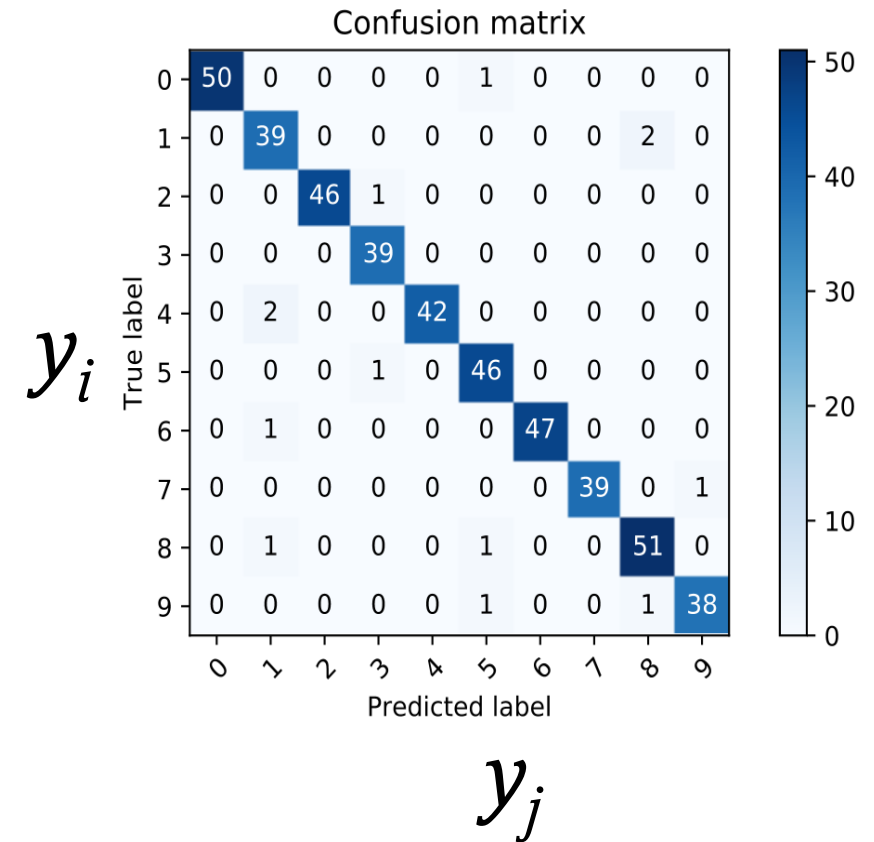 Confusion matrix
0 50 0 0 0 0 1 0 0 0 0
1 0 39 0 0 0 0 0 0 2 0
2 0 0 46 1 0 0 0 0 0 0
3 0 0 0 39 0 0 0 0 0 0
4 0 2 0 0 42 0 0 0 0 0
5 0 0 0 1 0 46 0 0 0 0
6 0 1 0 0 0 0 47 0 0 0
7 0 0 0 0 0 0 0 39 0 1
8 0 1 0 0 0 1 0 0 51 0
9 0 0 0 0 0 1 0 0 1 38
0 1 2 3 4 5 6 7 8 9
Predicted label
True label
y_i
y_j
50
40
30
20
10
0